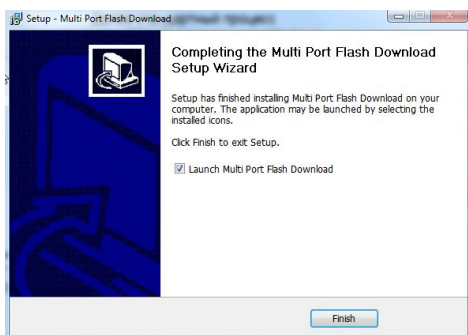 Setup - Multi Port Flash Download
Completing the Multi Port Flash Download
Setup Wizard
Setup has finished installing Multi Port Flash Download on your
computer. The application may be launched by selecting the
installed icons.
Click Finish to exit Setup.
Launch Multi Port Flash Download
Finish